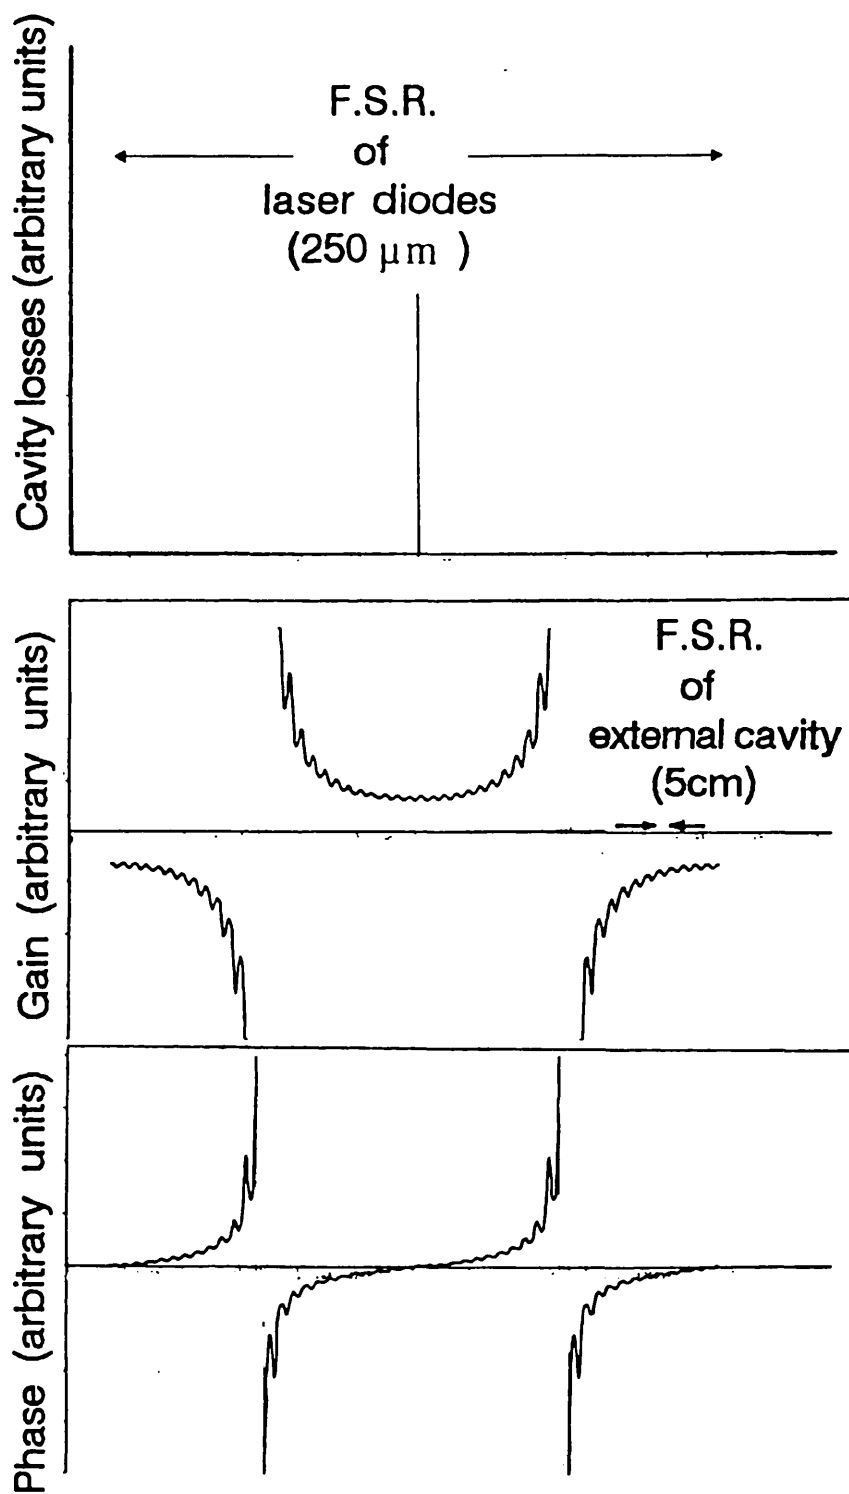 Cavity losses (arbitrary units)
F.S.R.
of
laser diodes
(250 µm )
Gain (arbitrary units)
F.S.R.
of
external cavity
(5cm)
Phase (arbitrary units)